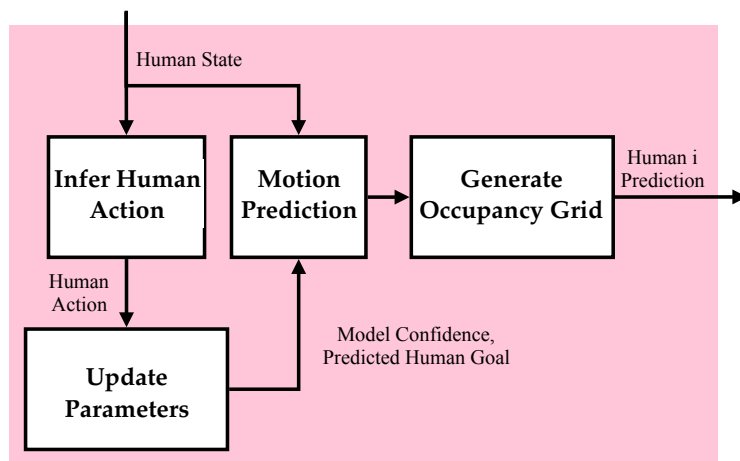 Human State
Infer Human
Action
Motion
Prediction
Generate
Occupancy Grid
Human i
Prediction
Human
Action
Model Confidence,
Predicted Human Goal
Update
Parameters